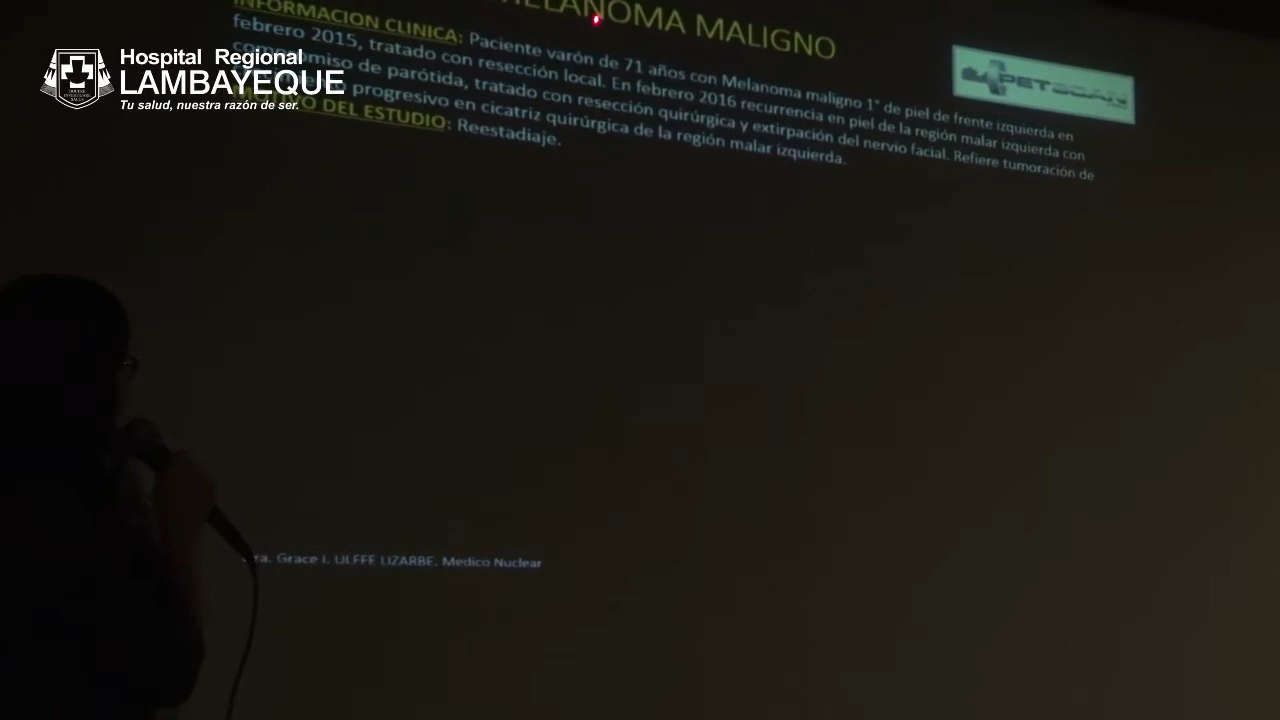 MELANOMA MALIGNO
INFORMACION CLINICA: Paciente varón de 71 años con Melanoma maligno 1° de piel de frente izquierda en
febrero 2015, tratado con resección local. En febrero 2016 recurrencia en piel de la región malar izquierda con
compromiso de parótida, tratado con resección quirúrgica y extirpación del nervio facial. Refiere tumoración de
progresivo en cicatriz quirúrgica de la región malar izquierda.
DEL ESTUDIO: Reestadiaje.
PETSCAN
Hospital Regional
LAMBAYEQUE
Tu salud, nuestra razón de ser.
Grace I. ULFFE LIZARBE. Medico Nuclear